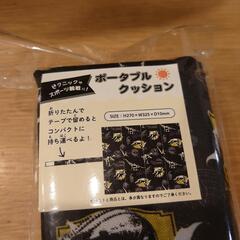 ピクニックや
スポーツ観戦に!
ポータブル
クッション
折りたたんで
テープで留めると
コンパクトに
持ち運べるよ!
SIZE:H270×W325×D10mm